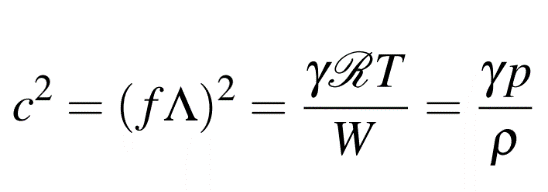 c² = (fΛ)² = γℛT/W = γp/ρ